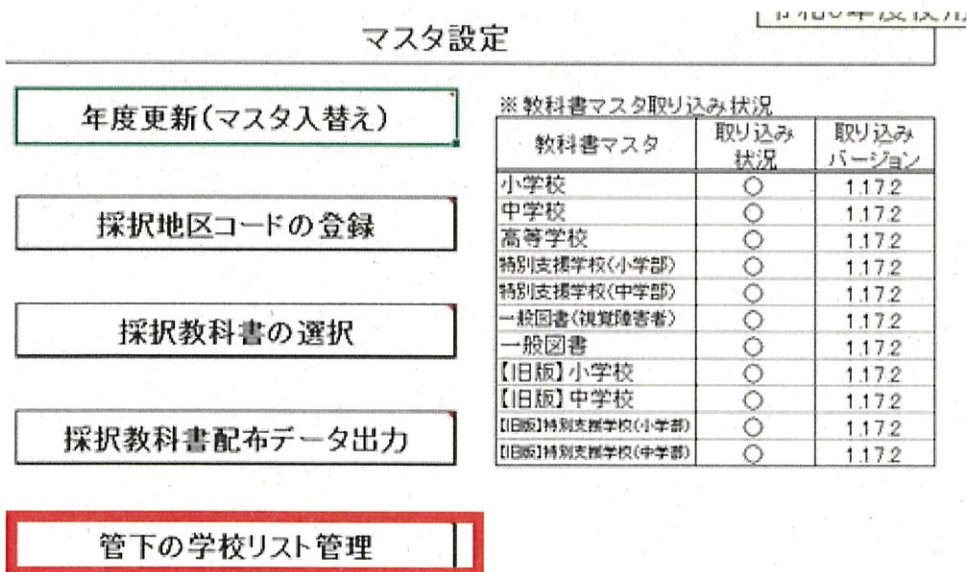 マスタ設定
年度更新(マスタ入替え)
採択地区コードの登録
採択教科書の選択
採択教科書配布データ出力
管下の学校リスト管理
※教科書マスタ取り込み状況
教科書マスタ 取り込み状況 取り込みバージョン
小学校 ○ 1.17.2
中学校 ○ 1.17.2
高等学校 ○ 1.17.2
特別支援学校(小学部) ○ 1.17.2
特別支援学校(中学部) ○ 1.17.2
一般図書(視覚障害者) ○ 1.17.2
一般図書 ○ 1.17.2
【旧版】小学校 ○ 1.17.2
【旧版】中学校 ○ 1.17.2
【旧版】特別支援学校(小学部) ○ 1.17.2
【旧版】特別支援学校(中学部) ○ 1.17.2